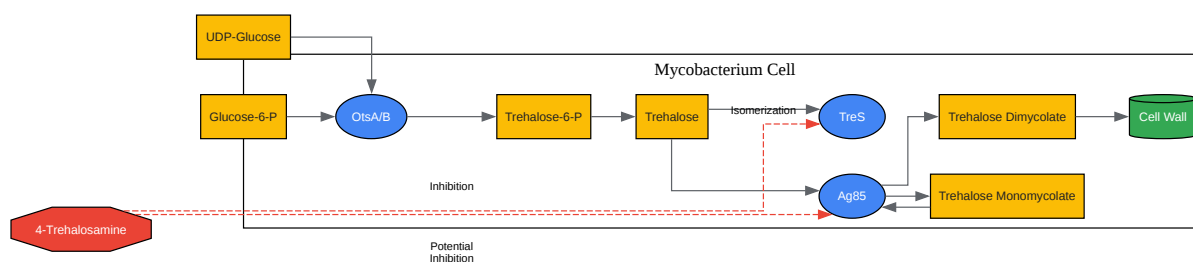 UDP-Glucose
Mycobacterium Cell
Glucose-6-P
OtsA/B
Trehalose-6-P
Trehalose
Isomerization
TreS
Trehalose Dimycolate
Cell Wall
Inhibition
Ag85
Trehalose Monomycolate
4-Trehalosamine
Potential
Inhibition